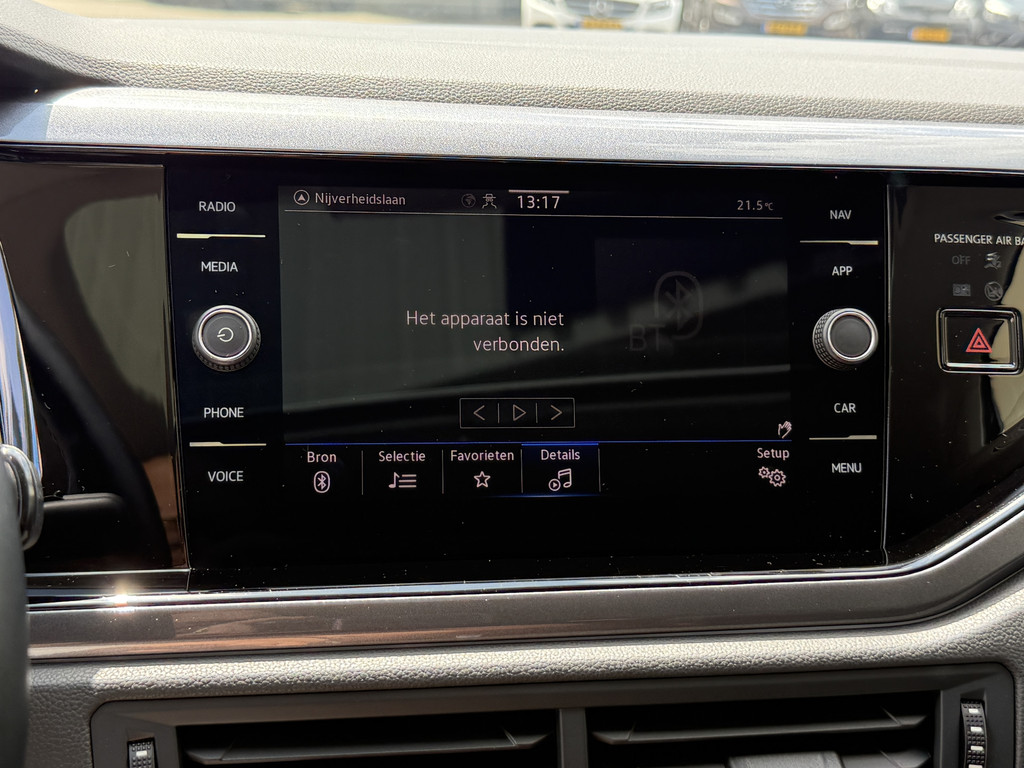 Nijverheidslaan 13:17 21.5°C
RADIO
MEDIA
PHONE
VOICE
Het apparaat is niet
verbonden.
BT
Bron Selectie Favorieten Details Setup
NAV
APP
CAR
MENU
PASSENGER AIR BA
OFF